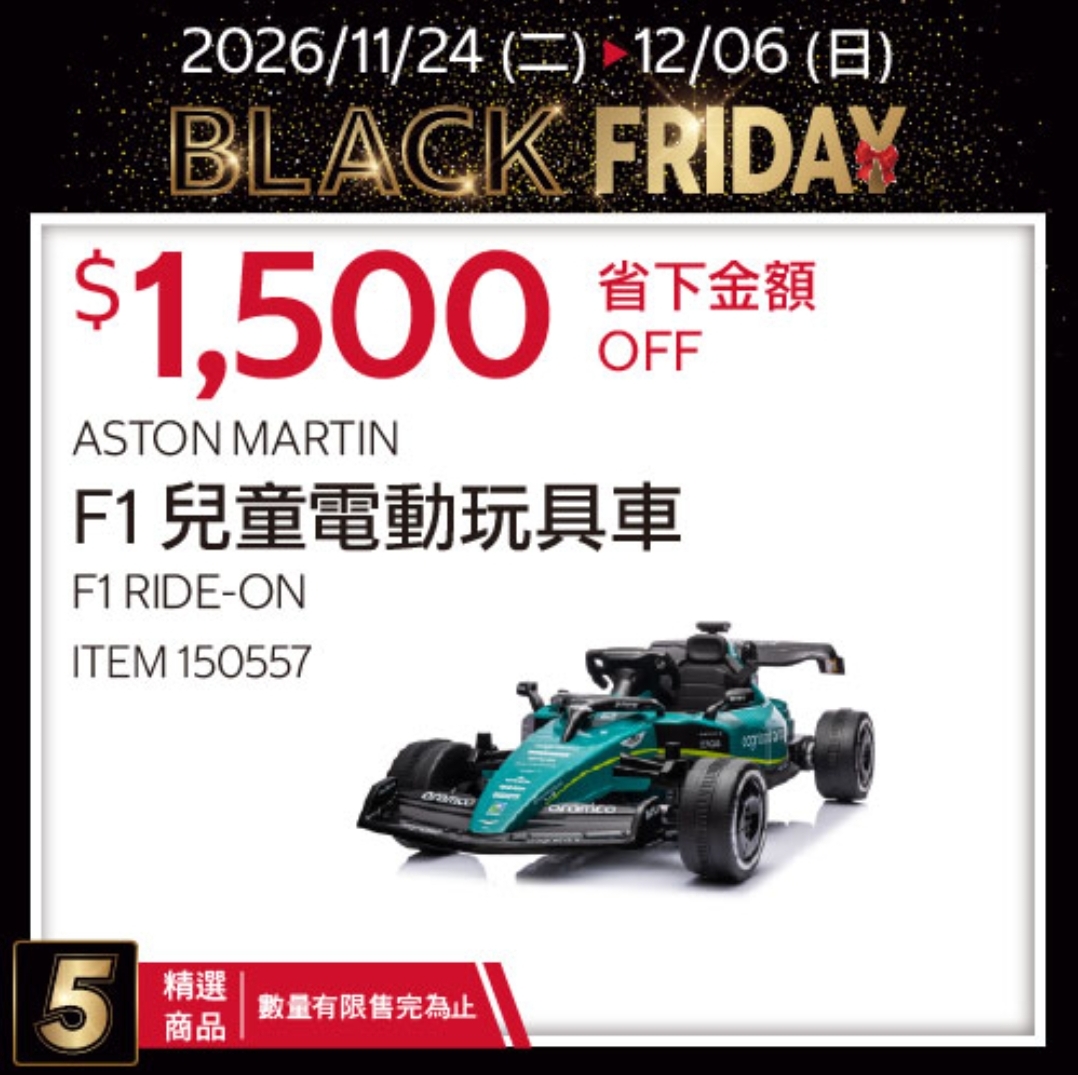 2026/11/24 (二) ▶ 12/06 (日)
BLACK FRIDAY
$1,500 省下金額
OFF
ASTON MARTIN
F1 兒童電動玩具車
F1 RIDE-ON
ITEM 150557
aramco
aramco
5 精選商品 數量有限售完為止